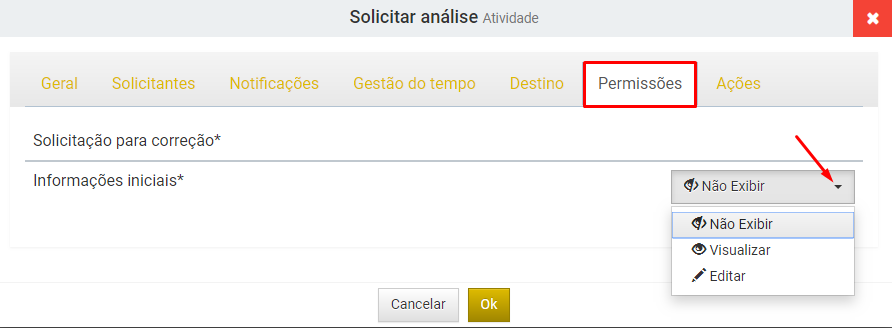 Solicitar análise Atividade
Geral Solicitantes Notificações Gestão do tempo Destino Permissões Ações
Solicitação para correção*
Informações iniciais*
Não Exibir
Não Exibir
Visualizar
Editar
Cancelar Ok